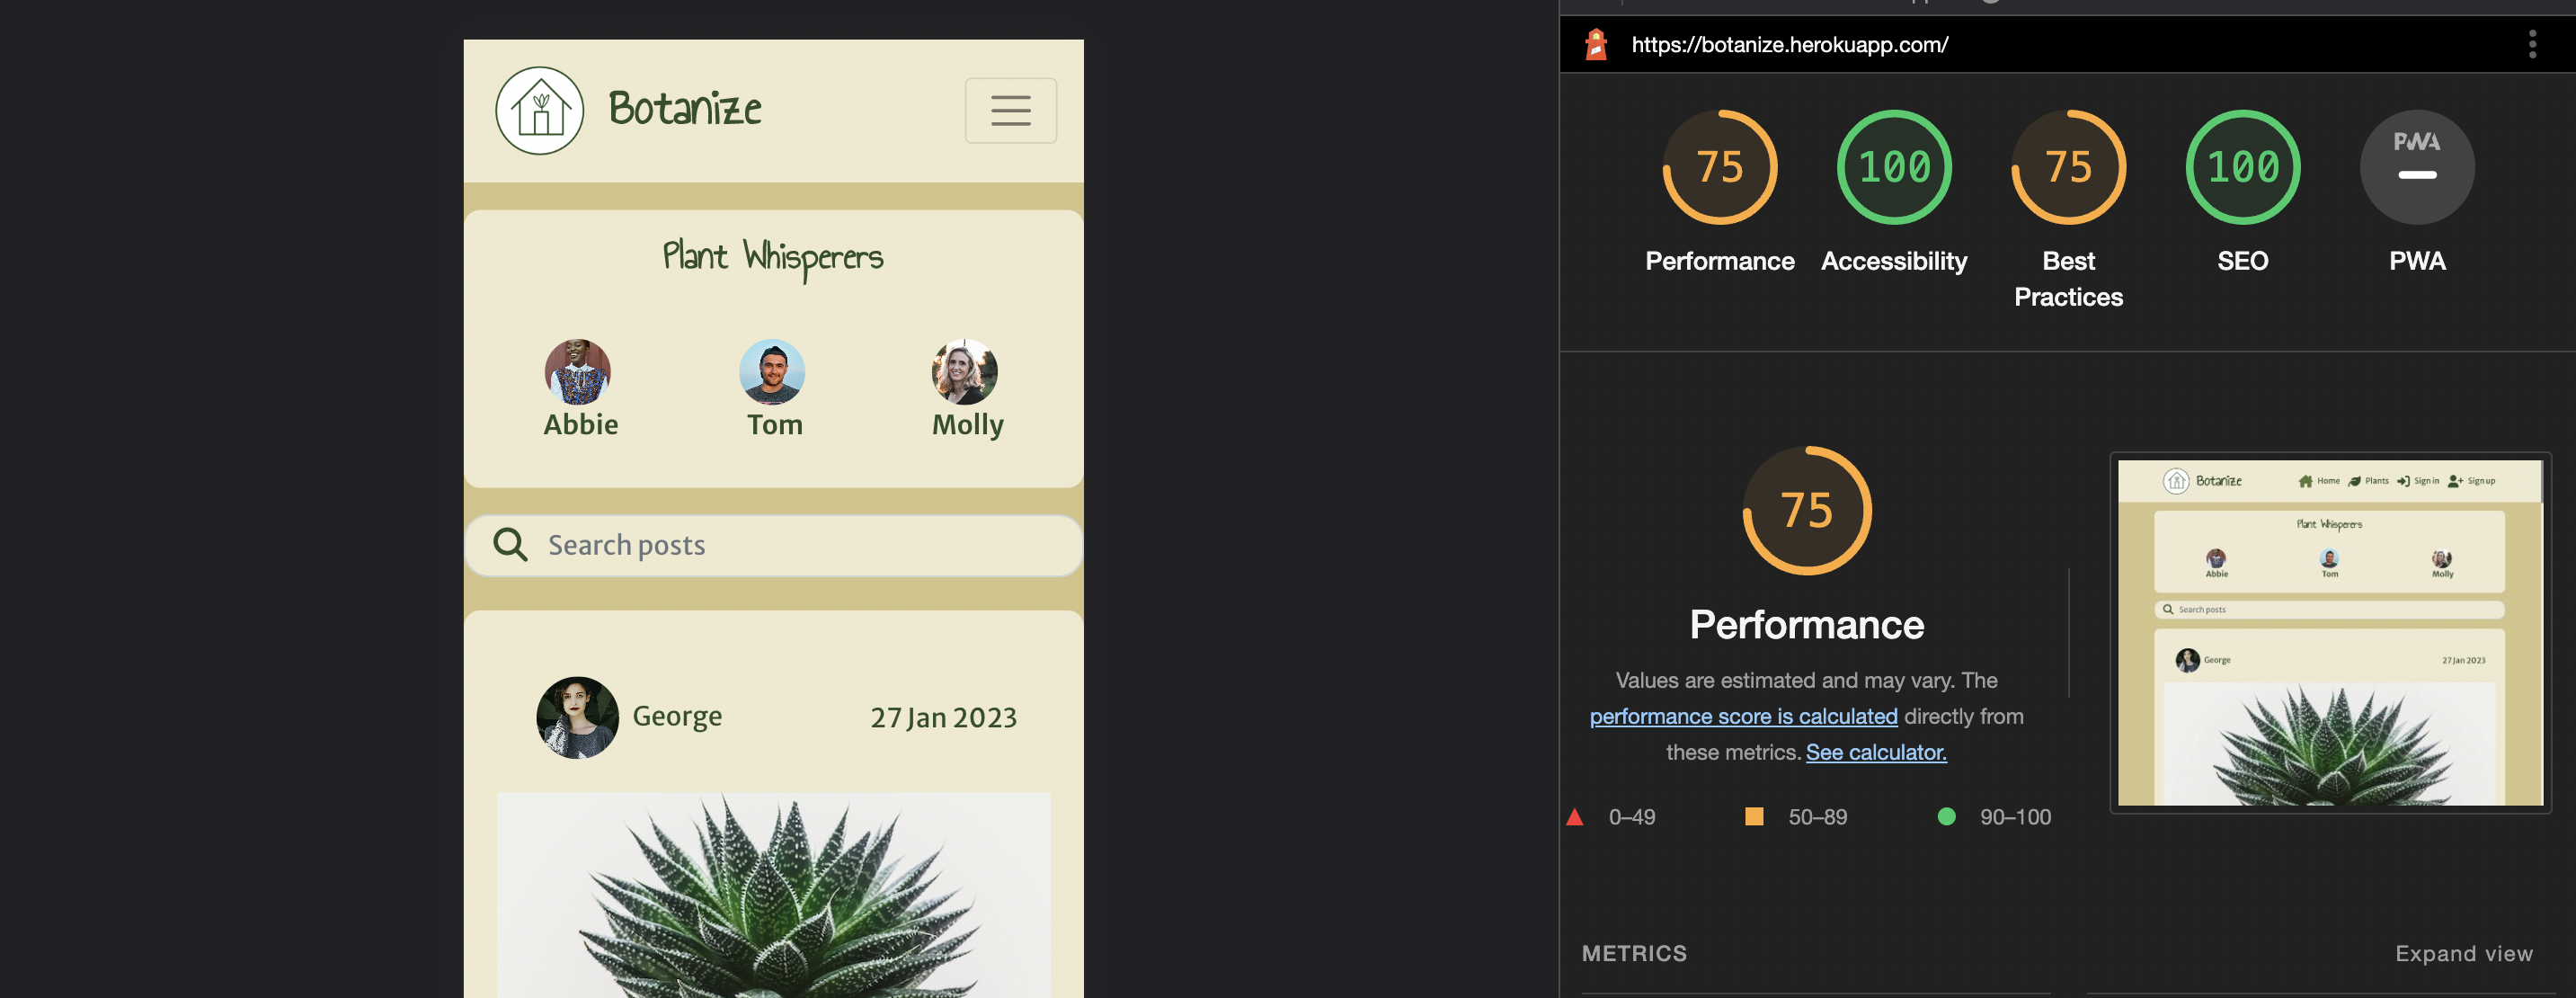 Botanize
Plant Whisperers
Abbie Tom Molly
Search posts
George 27 Jan 2023
https://botanize.herokuapp.com/
75 100 75 100 PWA
Performance Accessibility Best Practices SEO PWA
75
Performance
Values are estimated and may vary. The
performance score is calculated directly from
these metrics. See calculator.
0–49 50–89 90–100
Botanize Home Plants Sign in Sign up
Plant Whisperers
Abbie Tom Molly
Search posts
George 27 Jan 2023
METRICS Expand view